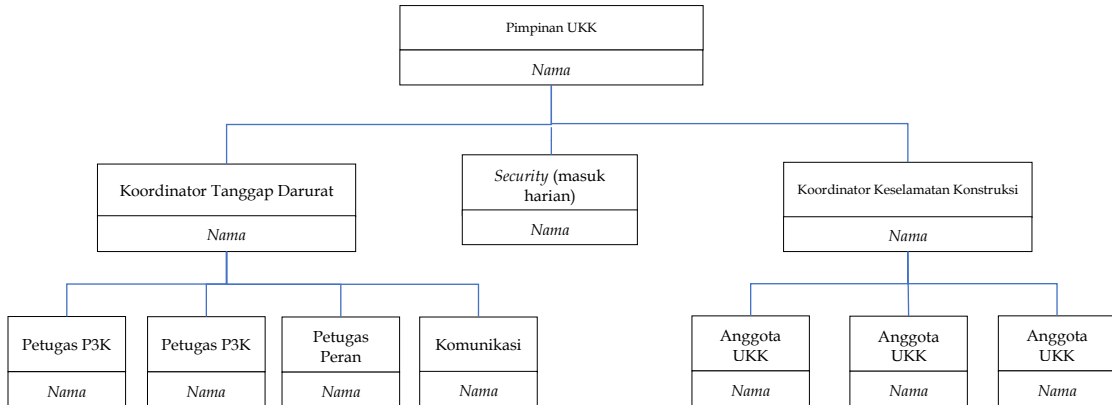 Pimpinan UKK
Nama
Koordinator Tanggap Darurat
Nama
Security (masuk
harian)
Nama
Koordinator Keselamatan Konstruksi
Nama
Petugas P3K
Nama
Petugas P3K
Nama
Petugas
Peran
Nama
Komunikasi
Nama
Anggota
UKK
Nama
Anggota
UKK
Nama
Anggota
UKK
Nama